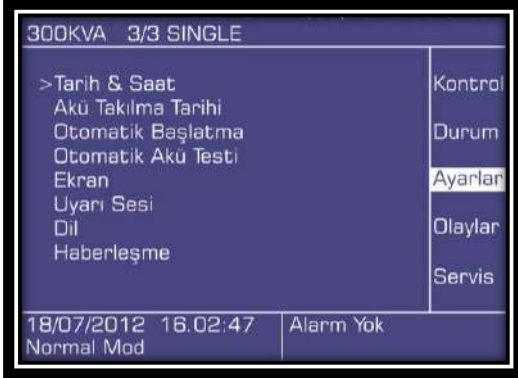 300KVA 3/3 SINGLE
>Tarih & Saat
Akü Takılma Tarihi
Otomatik Başlatma
Otomatik Akü Testi
Ekran
Uyarı Sesi
Dil
Haberleşme
Kontrol
Durum
Ayarlar
Olaylar
Servis
18/07/2012 16.02:47
Normal Mod
Alarm Yok